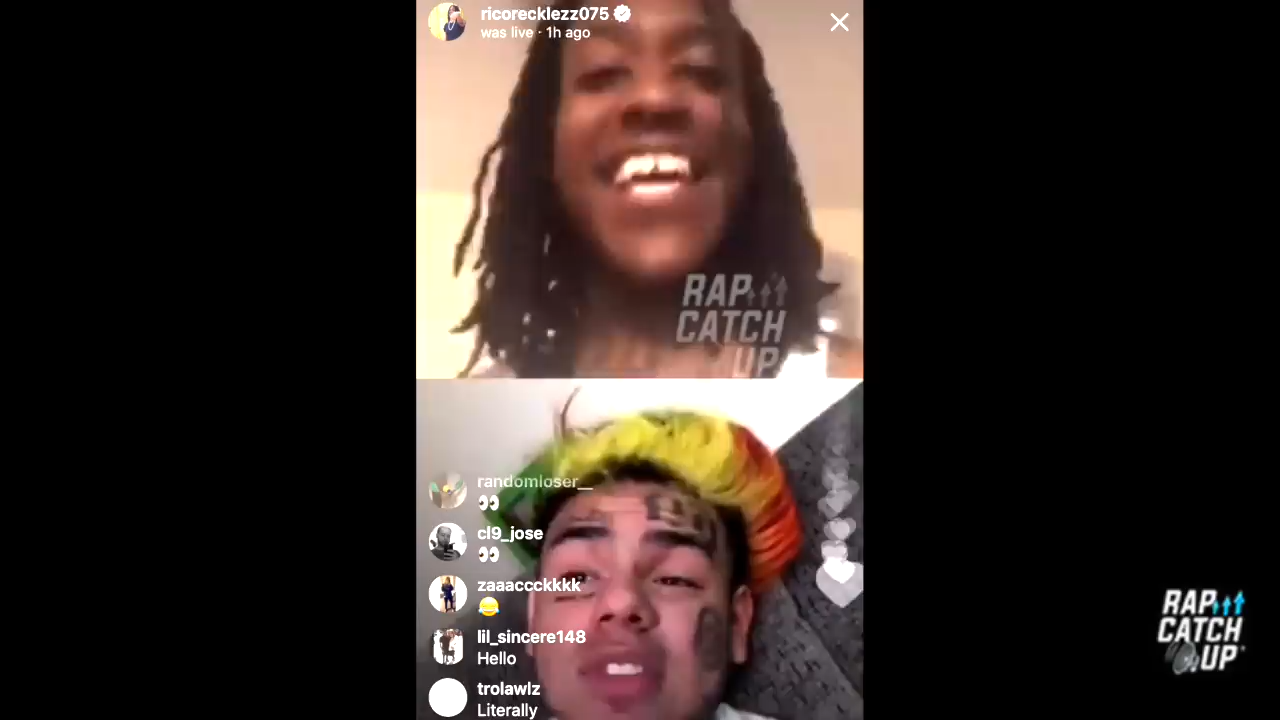 ricorecklezz075
was live · 1h ago
RAP
CATCH
UP
randomloser__
👀
cl9_jose
👀
zaaaccckkkk
😂
lil_sincere148
Hello
trolawlz
Literally
RAP
CATCH
UP